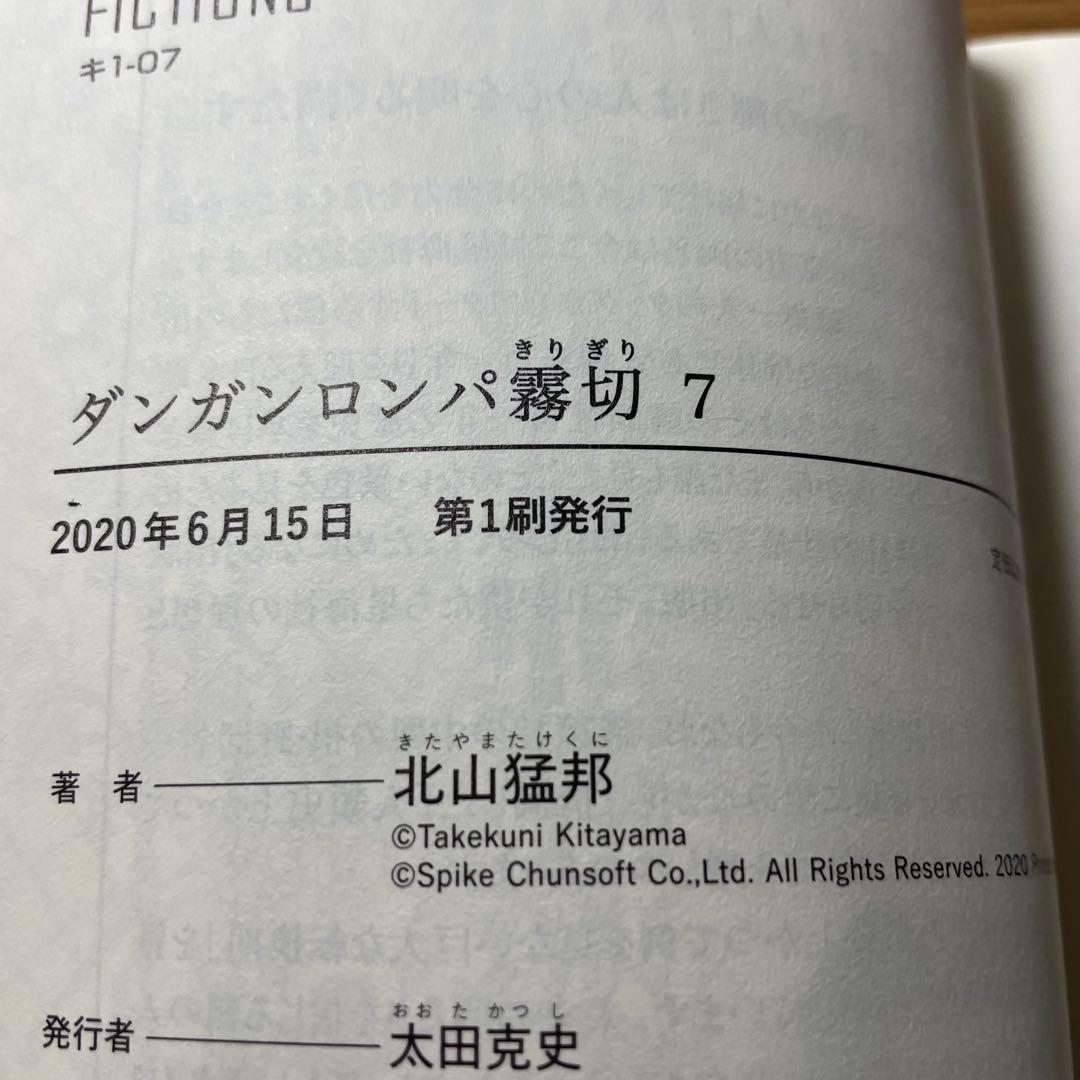 FICTIONS
キ1-07
きりぎり
ダンガンロンパ霧切 7
2020年6月15日 第1刷発行
定価
きたやまたけくに
著 者 北山猛邦
©Takekuni Kitayama
©Spike Chunsoft Co.,Ltd. All Rights Reserved. 2020
おおたかつし
発行者 太田克史